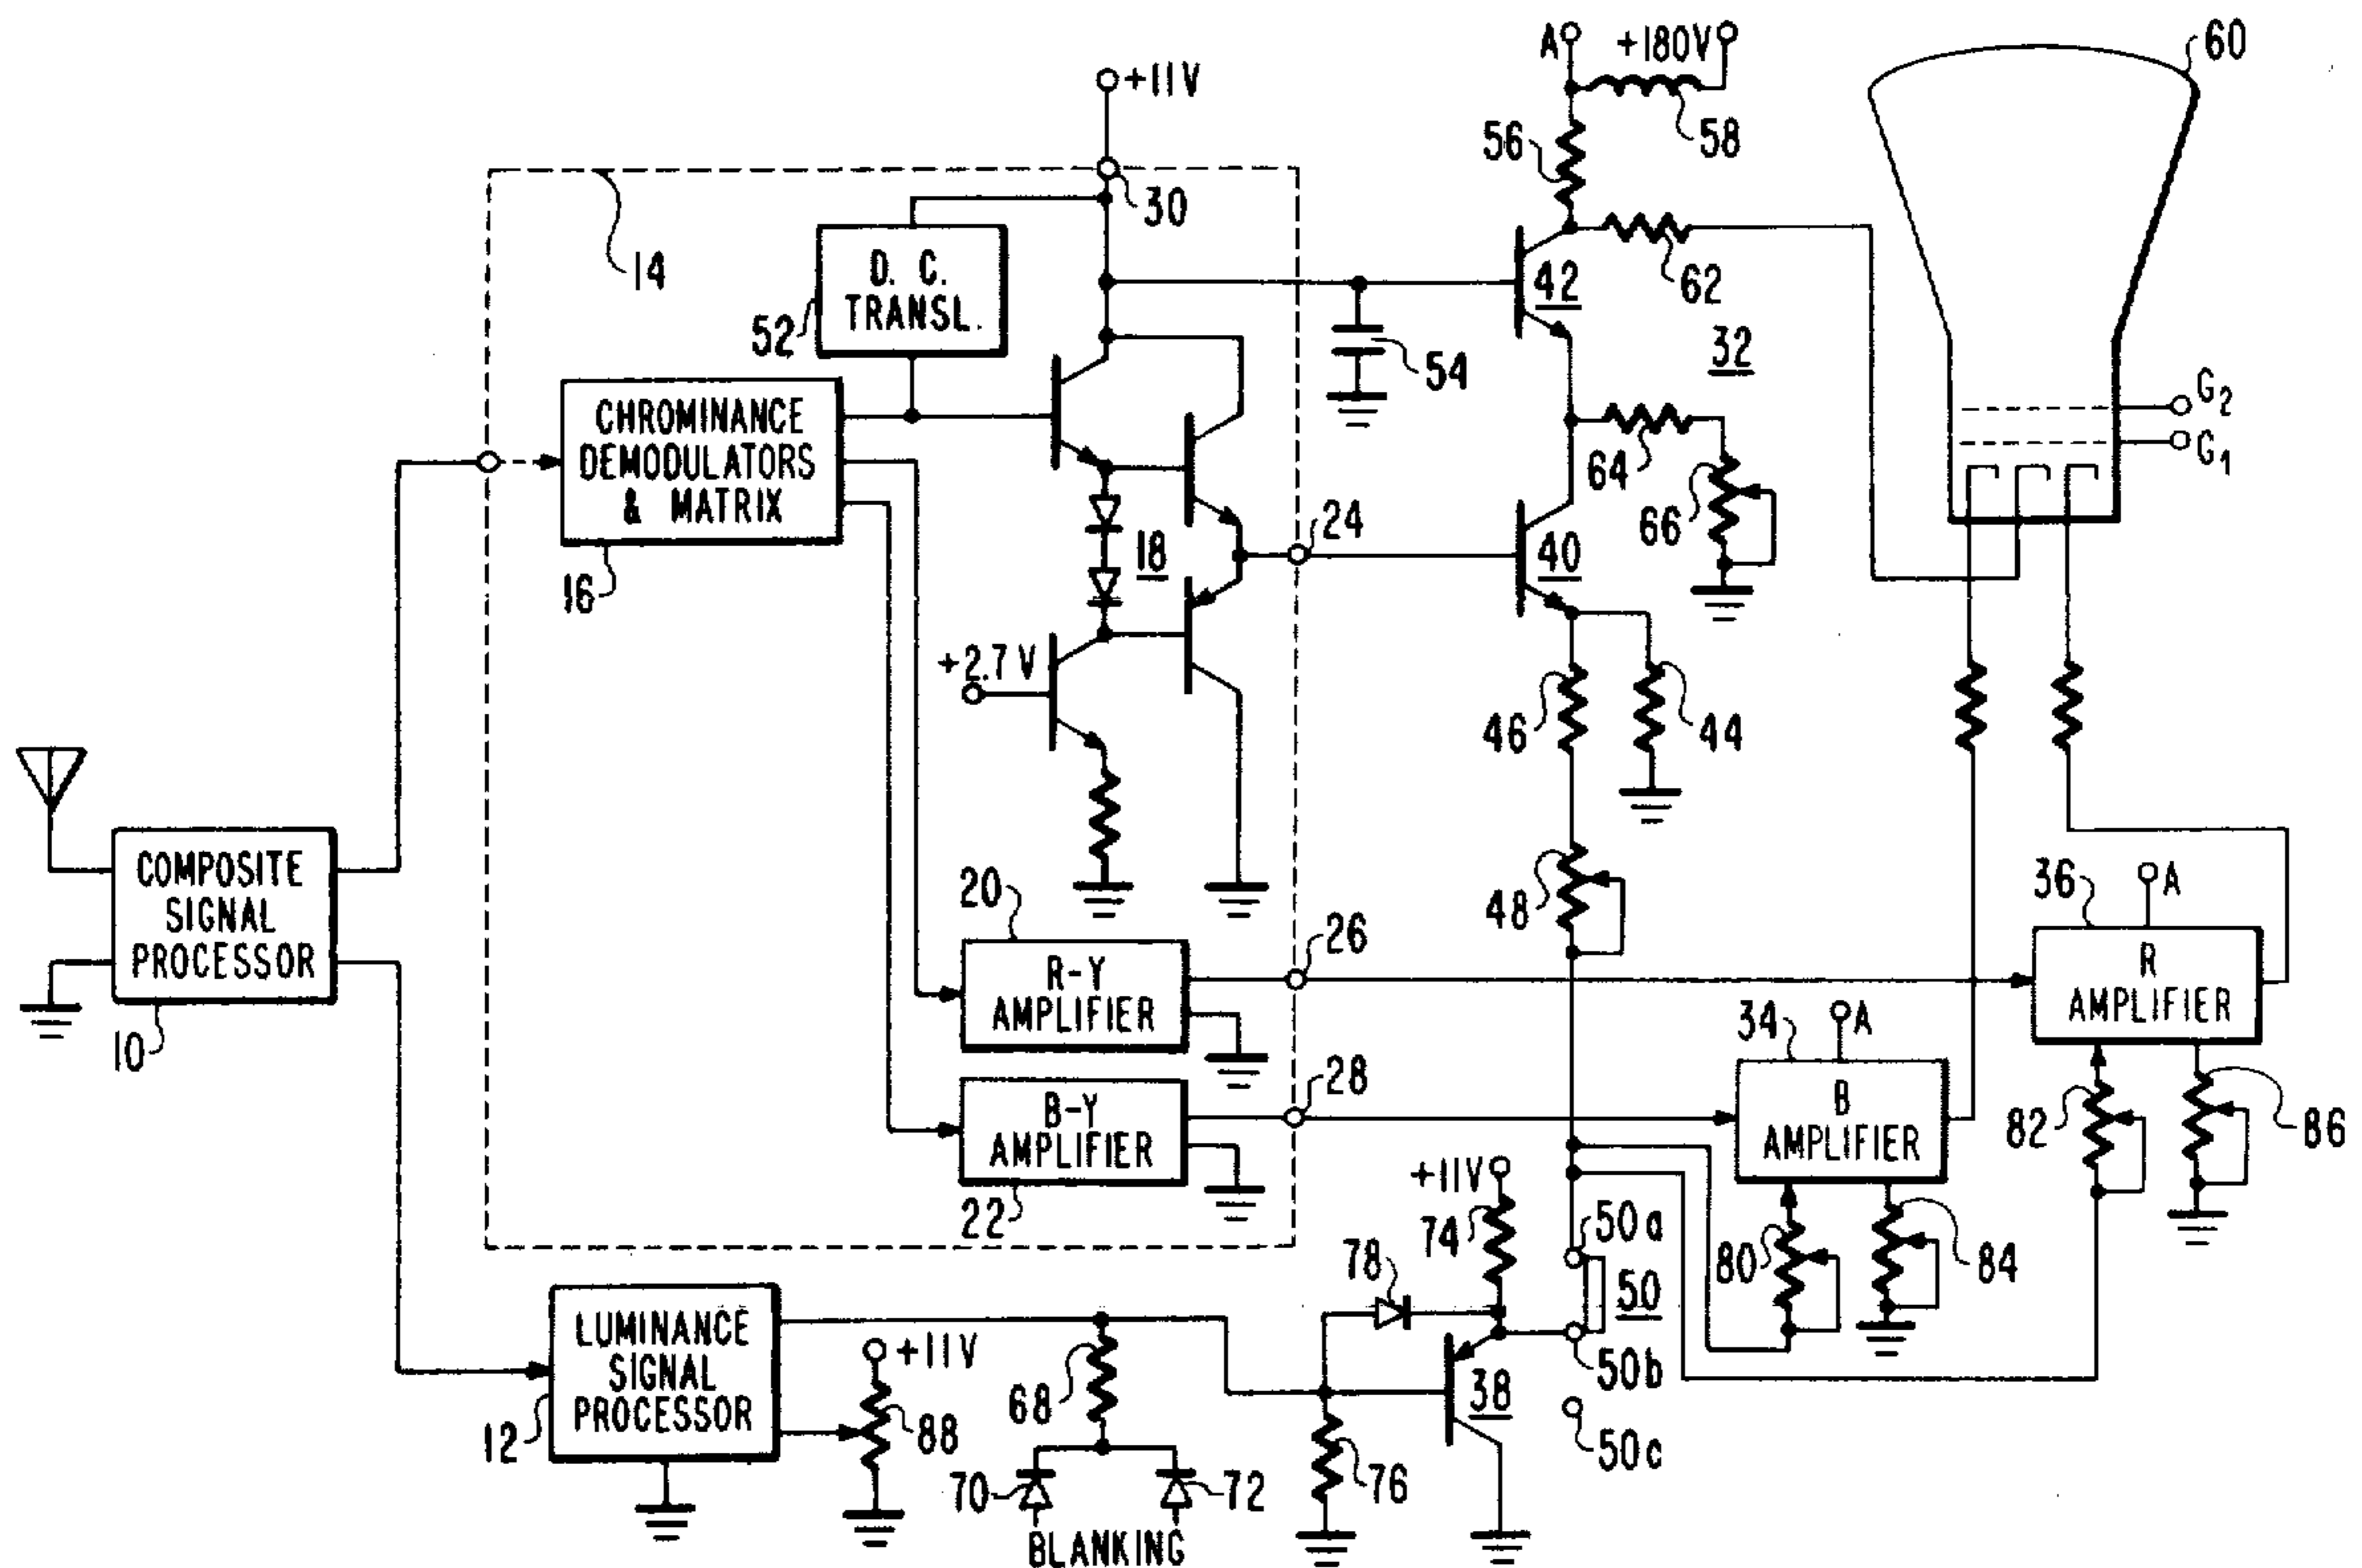 A
+180V
60
+11V
56
58
30
14
D. C.
TRANSL.
52
42
62
32
54
G2
G1
CHROMINANCE
DEMODULATORS
& MATRIX
16
64
66
24
18
40
+2.7 V
46
44
COMPOSITE
SIGNAL
PROCESSOR
10
20
R-Y
AMPLIFIER
26
48
36
A
R
AMPLIFIER
34
A
B
AMPLIFIER
28
B-Y
AMPLIFIER
22
82
86
+11V
74
50a
50
80
84
78
LUMINANCE
SIGNAL
PROCESSOR
12
+11V
88
68
38
50b
50c
70
72
76
BLANKING